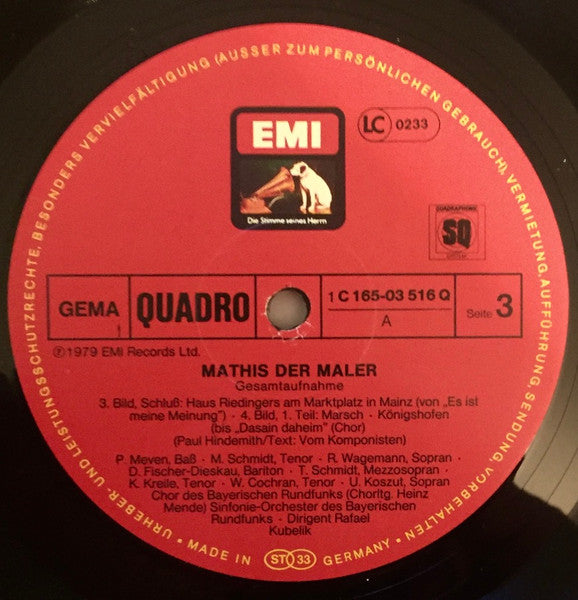 URHEBER- UND LEISTUNGSSCHUTZRECHTE, BESONDERS VERVIELFÄLTIGUNG (AUSSER ZUM PERSÖNLICHEN GEBRAUCH), VERMIETUNG, AUFFÜHRUNG, SENDUNG, VORBEHALTEN
EMI
Die Stimme seines Herrn
LC 0233
QUADRAPHONIC
SQ
SYSTEM
GEMA
QUADRO
1 C 165-03 516 Q
A
Seite 3
℗1979 EMI Records Ltd.
MATHIS DER MALER
Gesamtaufnahme
3. Bild, Schluß: Haus Riedingers am Marktplatz in Mainz (von „Es ist
meine Meinung") · 4. Bild, 1. Teil: Marsch · Königshofen
(bis „Dasain daheim" (Chor)
(Paul Hindemith/Text: Vom Komponisten)
P. Meven, Baß · M. Schmidt, Tenor · R. Wagemann, Sopran ·
D. Fischer-Dieskau, Bariton · T. Schmidt, Mezzosopran ·
K. Kreile, Tenor · W. Cochran, Tenor · U. Koszut, Sopran
Chor des Bayerischen Rundfunks (Chorltg. Heinz
Mende) Sinfonie-Orchester des Bayerischen
Rundfunks · Dirigent Rafael
Kubelik
· MADE IN ST 33 GERMANY ·